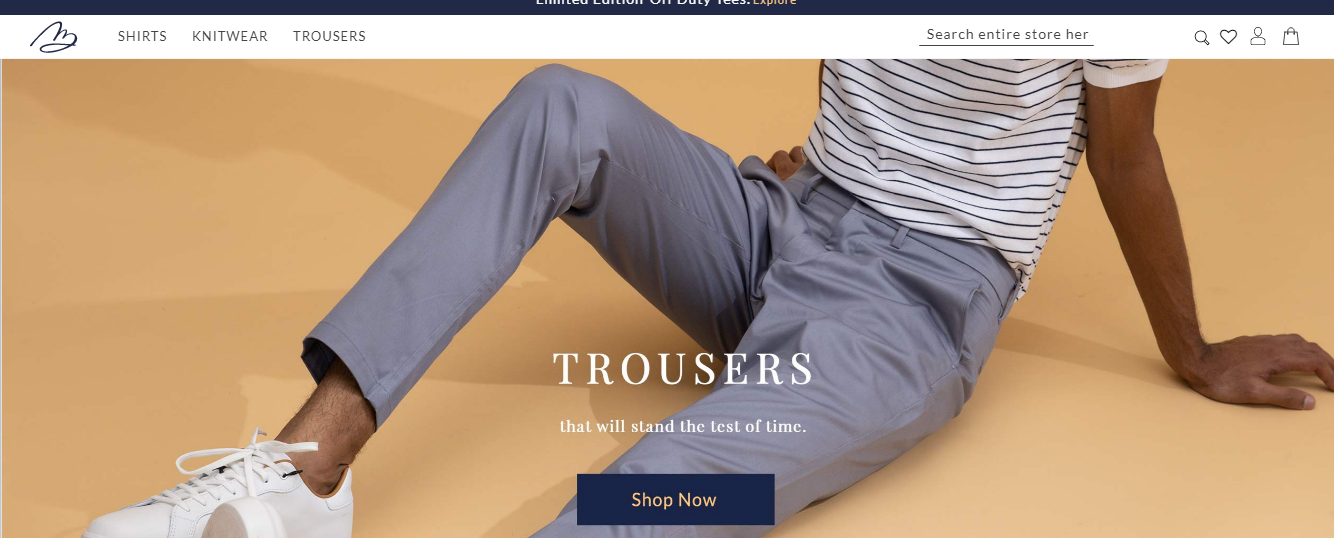 Limited Edition Off Duty Tees. Explore
SHIRTS KNITWEAR TROUSERS Search entire store her
TROUSERS
that will stand the test of time.
Shop Now